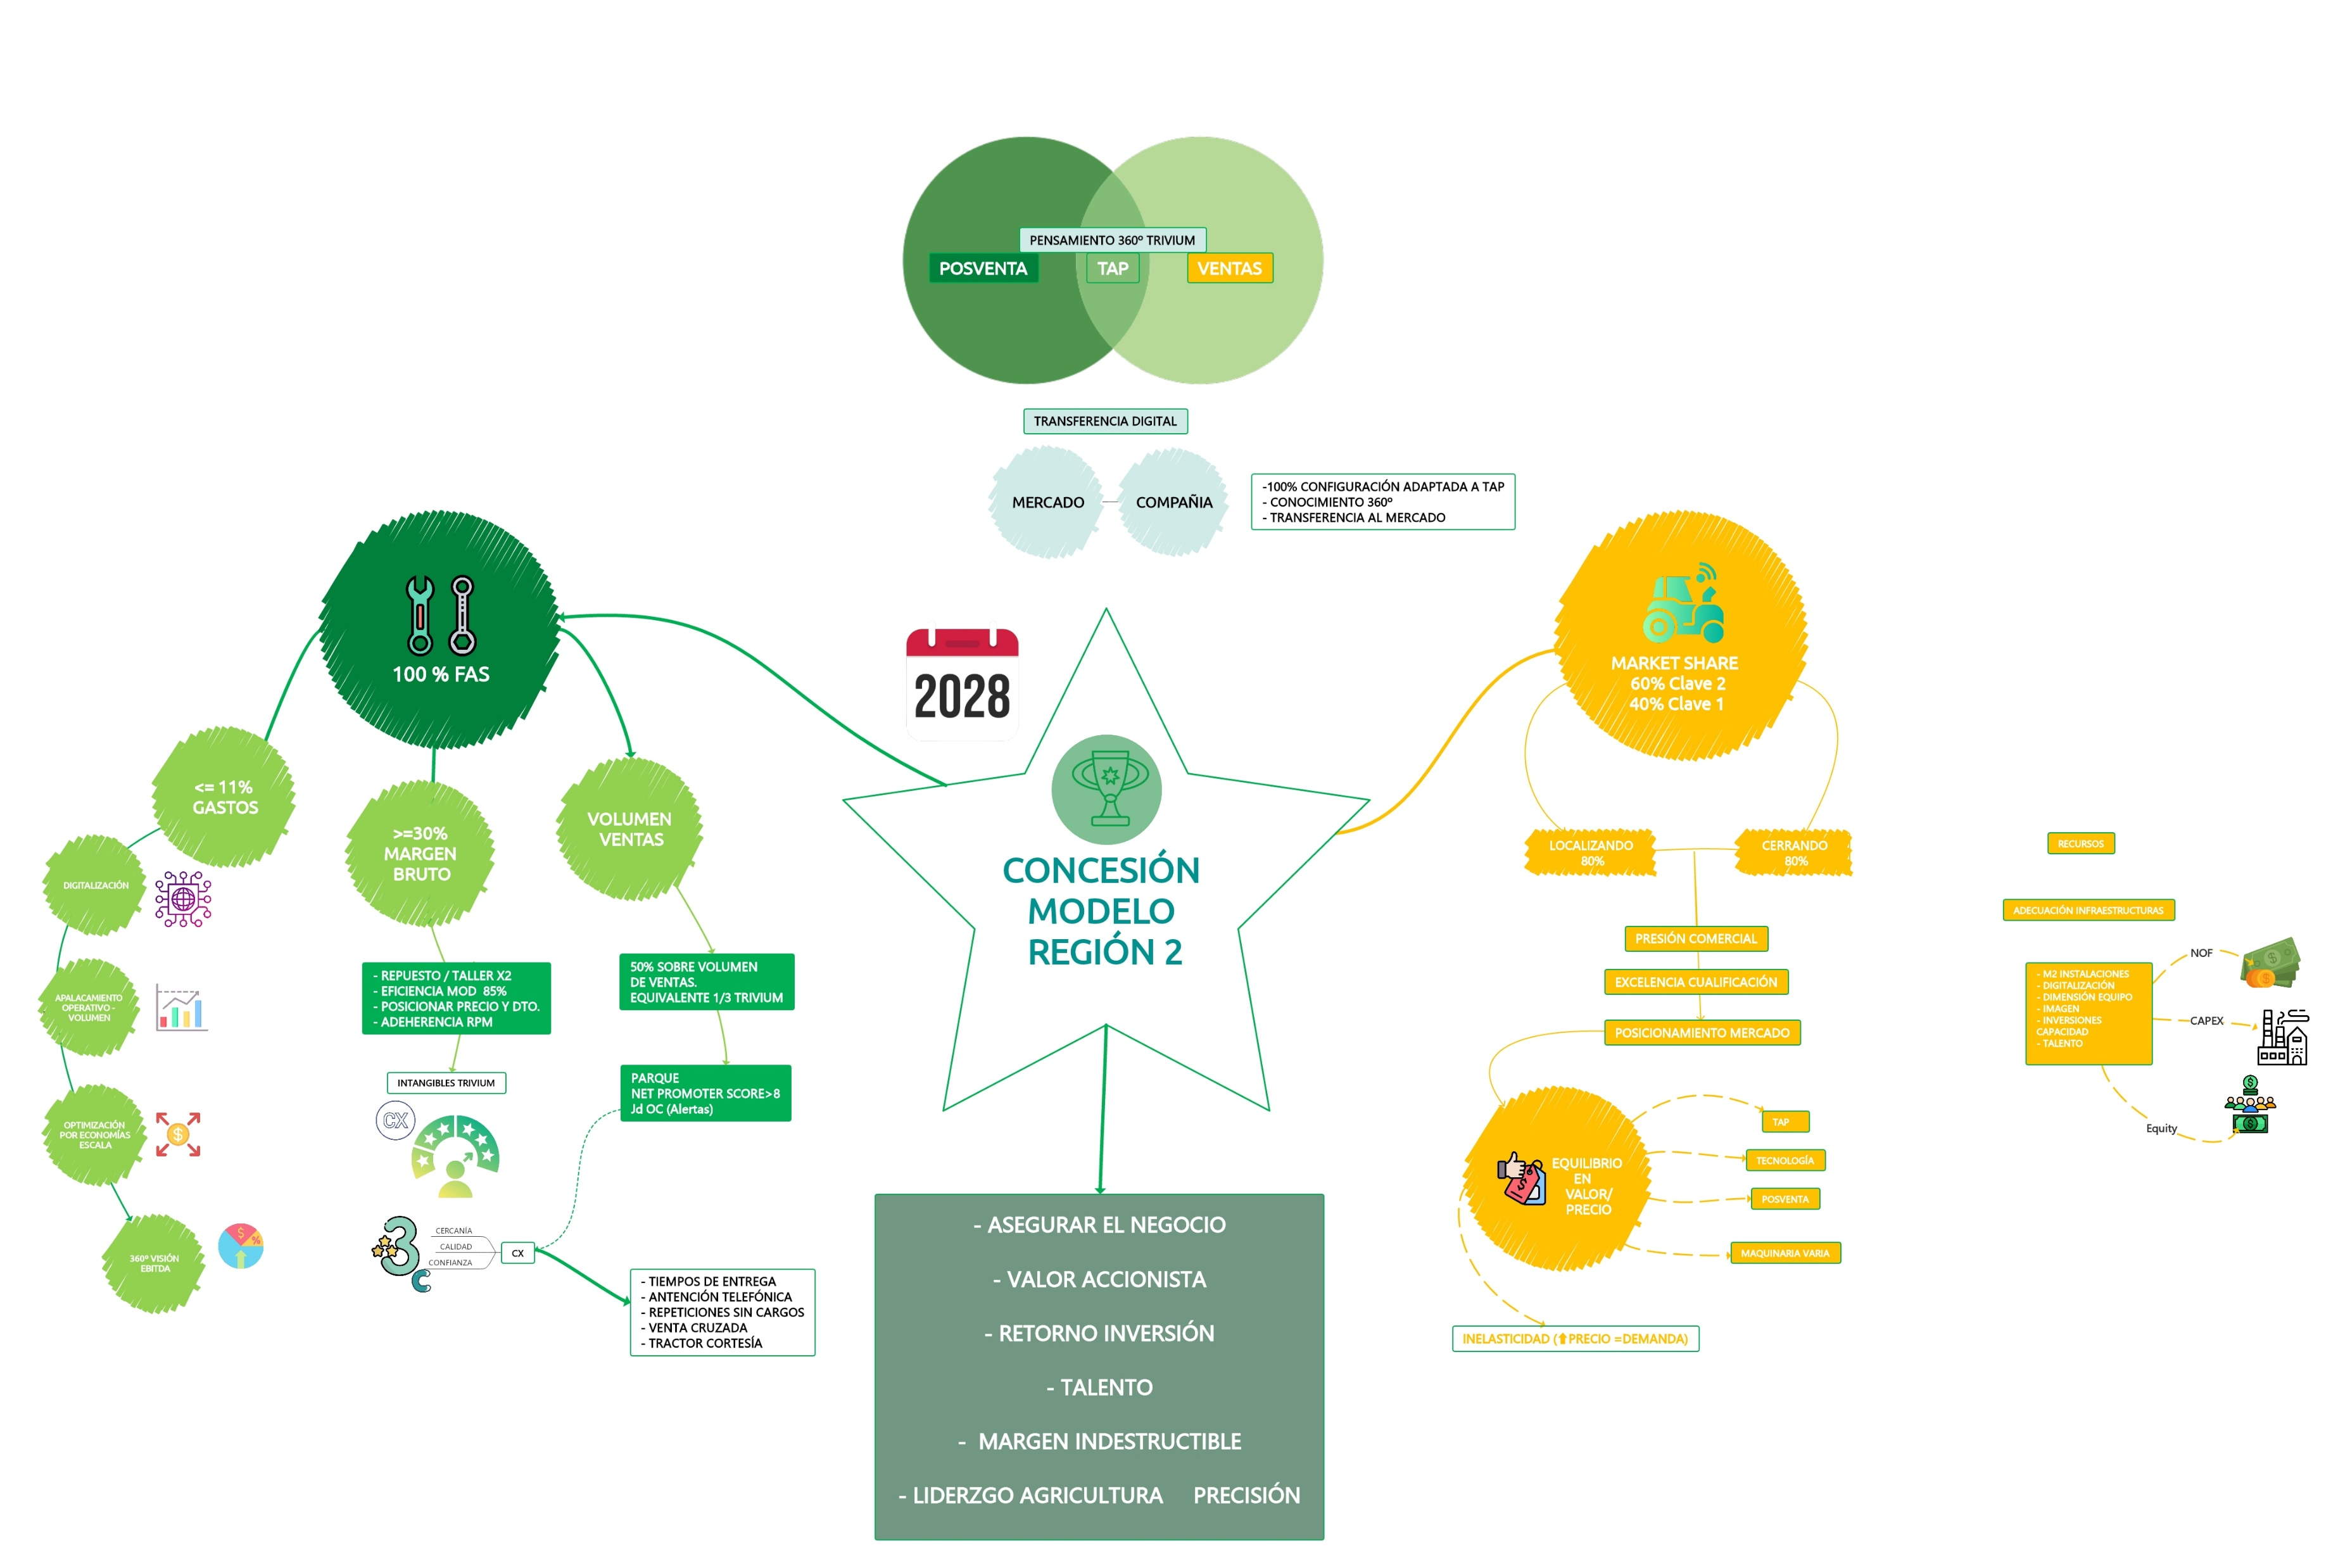 PENSAMIENTO 360º TRIVIUM
POSVENTA
TAP
VENTAS
TRANSFERENCIA DIGITAL
MERCADO
COMPAÑIA
-100% CONFIGURACIÓN ADAPTADA A TAP
- CONOCIMIENTO 360º
- TRANSFERENCIA AL MERCADO
2028
CONCESIÓN
MODELO
REGIÓN 2
- ASEGURAR EL NEGOCIO
- VALOR ACCIONISTA
- RETORNO INVERSIÓN
- TALENTO
- MARGEN INDESTRUCTIBLE
- LIDERZGO AGRICULTURA PRECISIÓN
100 % FAS
<= 11%
GASTOS
DIGITALIZACIÓN
APALACAMIENTO
OPERATIVO -
VOLUMEN
OPTIMIZACIÓN
POR ECONOMÍAS
ESCALA
360º VISIÓN
EBITDA
>=30%
MARGEN
BRUTO
- REPUESTO / TALLER X2
- EFICIENCIA MOD 85%
- POSICIONAR PRECIO Y DTO.
- ADEHERENCIA RPM
INTANGIBLES TRIVIUM
CX
3
C
CERCANÍA
CALIDAD
CONFIANZA
CX
- TIEMPOS DE ENTREGA
- ANTENCIÓN TELEFÓNICA
- REPETICIONES SIN CARGOS
- VENTA CRUZADA
- TRACTOR CORTESÍA
VOLUMEN
VENTAS
50% SOBRE VOLUMEN
DE VENTAS.
EQUIVALENTE 1/3 TRIVIUM
PARQUE
NET PROMOTER SCORE>8
Jd OC (Alertas)
MARKET SHARE
60% Clave 2
40% Clave 1
LOCALIZANDO
80%
CERRANDO
80%
PRESIÓN COMERCIAL
EXCELENCIA CUALIFICACIÓN
POSICIONAMIENTO MERCADO
EQUILIBRIO
EN
VALOR/
PRECIO
TAP
TECNOLOGÍA
POSVENTA
MAQUINARIA VARIA
INELASTICIDAD (⬆PRECIO =DEMANDA)
RECURSOS
ADECUACIÓN INFRAESTRUCTURAS
- M2 INSTALACIONES
- DIGITALIZACIÓN
- DIMENSIÓN EQUIPO
- IMAGEN
- INVERSIONES
CAPACIDAD
- TALENTO
NOF
CAPEX
Equity